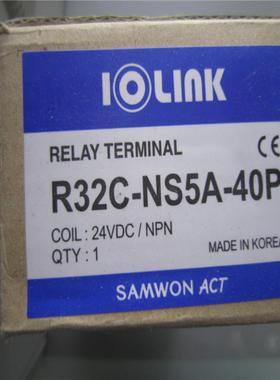 IOLINK
RELAY TERMINAL CE
R32C-NS5A-40P
COIL : 24VDC / NPN
QTY : 1
MADE IN KOREA
SAMWON ACT